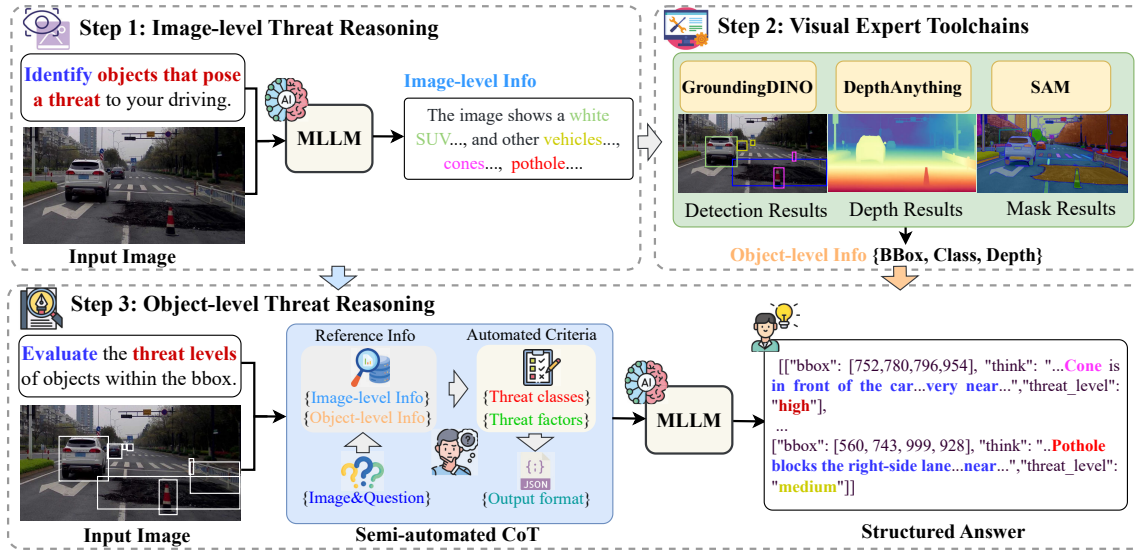 Step 1: Image-level Threat Reasoning
Identify objects that pose
a threat to your driving.
Input Image
AI
MLLM
Image-level Info
The image shows a white
SUV..., and other vehicles...,
cones..., pothole....
Step 2: Visual Expert Toolchains
GroundingDINO
DepthAnything
SAM
Detection Results
Depth Results
Mask Results
Object-level Info {BBox, Class, Depth}
Step 3: Object-level Threat Reasoning
Evaluate the threat levels
of objects within the bbox.
Input Image
Reference Info
{Image-level Info}
{Object-level Info}
{Image&Question}
Automated Criteria
{Threat classes}
{Threat factors}
{;}
JSON
{Output format}
Semi-automated CoT
AI
MLLM
[["bbox": [752,780,796,954], "think": "...Cone is
in front of the car...very near...","threat_level":
"high"],
...
["bbox": [560, 743, 999, 928], "think": "..Pothole
blocks the right-side lane...near...","threat_level":
"medium"]]
Structured Answer